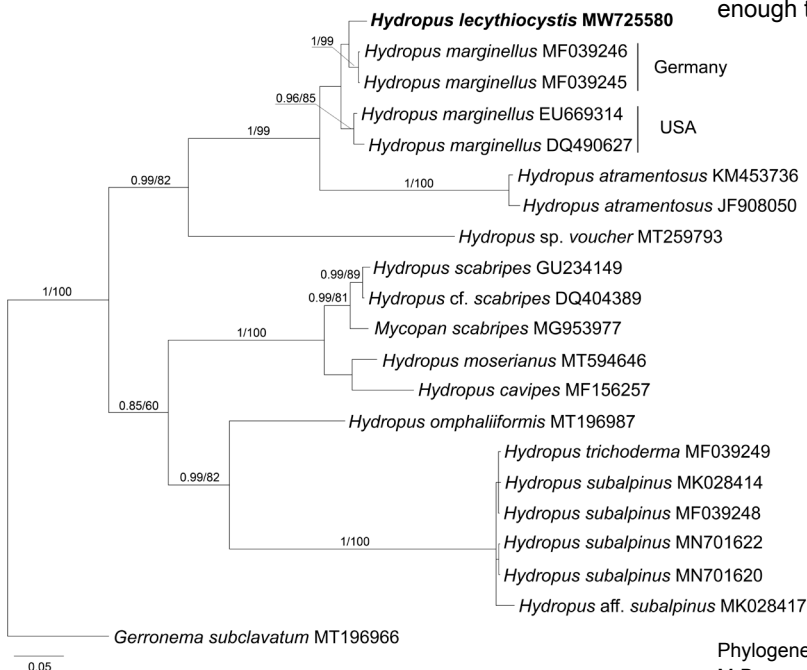 enough t
Hydropus lecythiocystis MW725580
1/99
Hydropus marginellus MF039246
Germany
Hydropus marginellus MF039245
0.96/85
Hydropus marginellus EU669314
USA
1/99
Hydropus marginellus DQ490627
Hydropus atramentosus KM453736
0.99/82
1/100
Hydropus atramentosus JF908050
Hydropus sp. voucher MT259793
0.99/89
Hydropus scabripes GU234149
1/100
0.99/81
Hydropus cf. scabripes DQ404389
1/100
Mycopan scabripes MG953977
Hydropus moserianus MT594646
Hydropus cavipes MF156257
0.85/60
Hydropus omphaliiformis MT196987
Hydropus trichoderma MF039249
0.99/82
Hydropus subalpinus MK028414
Hydropus subalpinus MF039248
1/100
Hydropus subalpinus MN701622
Hydropus subalpinus MN701620
Hydropus aff. subalpinus MK028417
Gerronema subclavatum MT196966
0.05
Phylogene